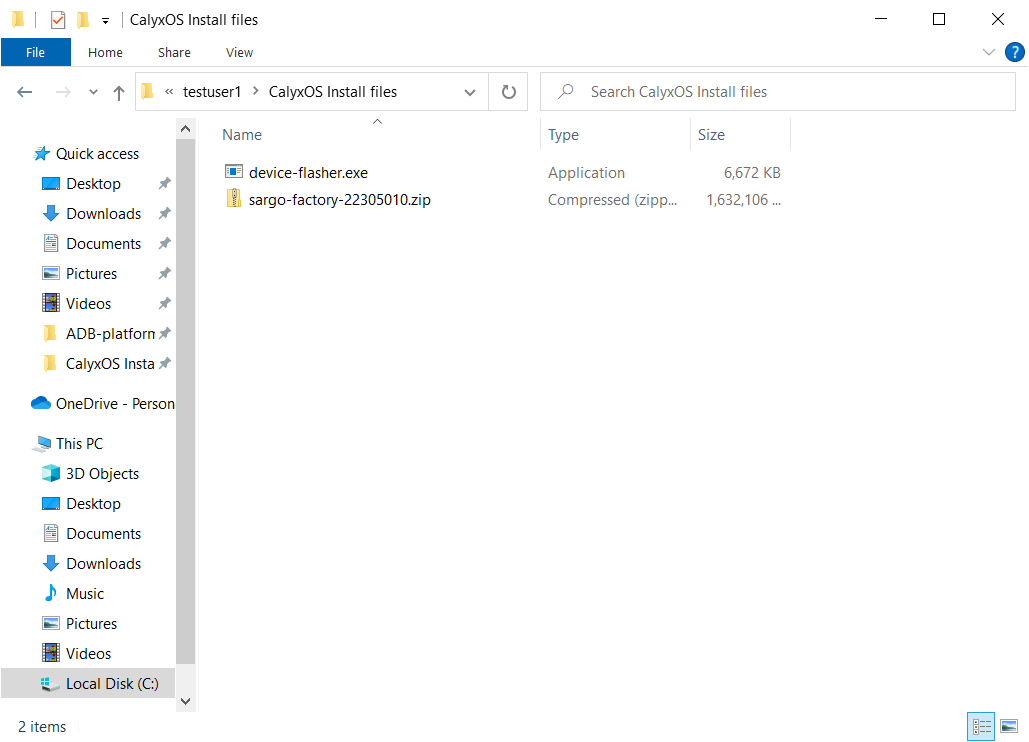 CalyxOS Install files
File Home Share View
« testuser1 > CalyxOS Install files
Search CalyxOS Install files
Name Type Size
device-flasher.exe Application 6,672 KB
sargo-factory-22305010.zip Compressed (zipp... 1,632,106 ...
Quick access
Desktop
Downloads
Documents
Pictures
Videos
ADB-platform
CalyxOS Insta
OneDrive - Person
This PC
3D Objects
Desktop
Documents
Downloads
Music
Pictures
Videos
Local Disk (C:)
2 items